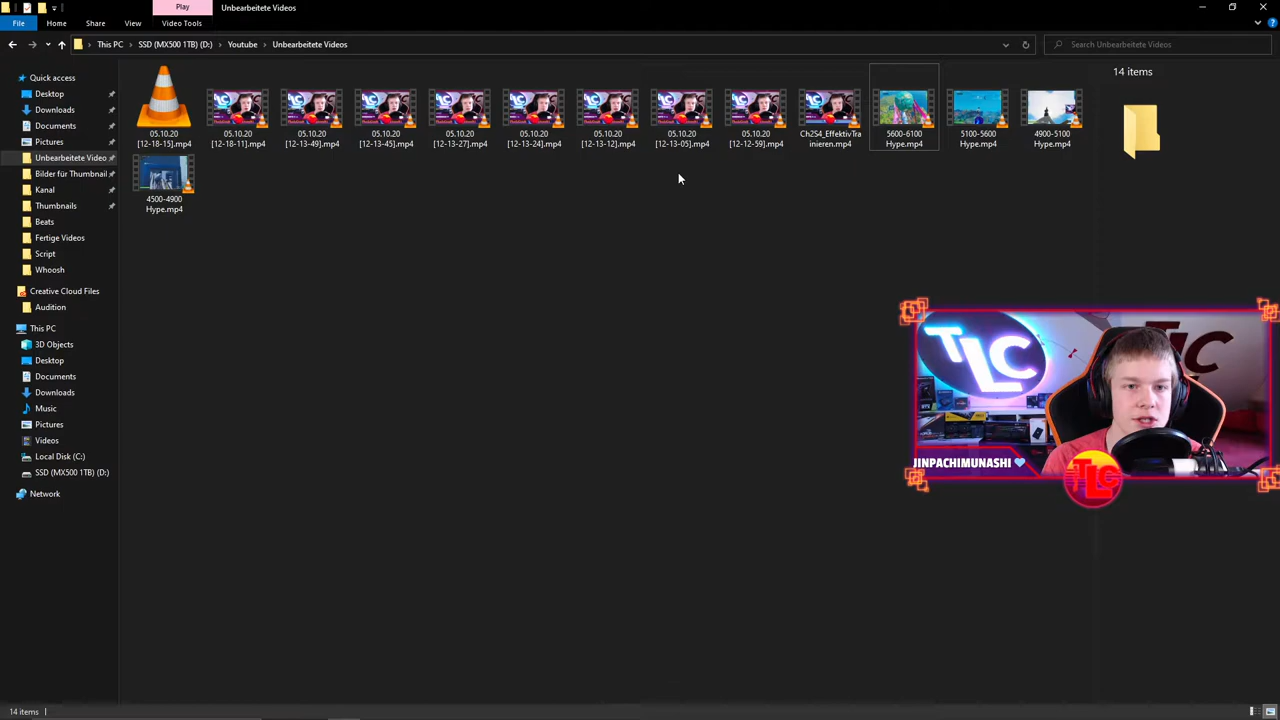 Play
Unbearbeitete Videos
File
Home
Share
View
Video Tools
This PC
SSD (MX500 1TB) (D:)
Youtube
Unbearbeitete Videos
Search Unbearbeitete Videos
Quick access
Desktop
Downloads
Documents
Pictures
Unbearbeitete Video
Bilder für Thumbnail
Kanal
Thumbnails
Beats
Fertige Videos
Script
Whoosh
Creative Cloud Files
Audition
This PC
3D Objects
Desktop
Documents
Downloads
Music
Pictures
Videos
Local Disk (C:)
SSD (MX500 1TB) (D:)
Network
05.10.20
[12-18-15].mp4
05.10.20
[12-18-11].mp4
05.10.20
[12-13-49].mp4
05.10.20
[12-13-45].mp4
05.10.20
[12-13-27].mp4
05.10.20
[12-13-24].mp4
05.10.20
[12-13-12].mp4
05.10.20
[12-13-05].mp4
05.10.20
[12-12-59].mp4
Ch2S4_EffektivTra
inieren.mp4
5600-6100
Hype.mp4
5100-5600
Hype.mp4
4900-5100
Hype.mp4
4500-4900
Hype.mp4
14 items
TLC
TLC
JINPACHIMUNASHI 🩵
TLC
14 items